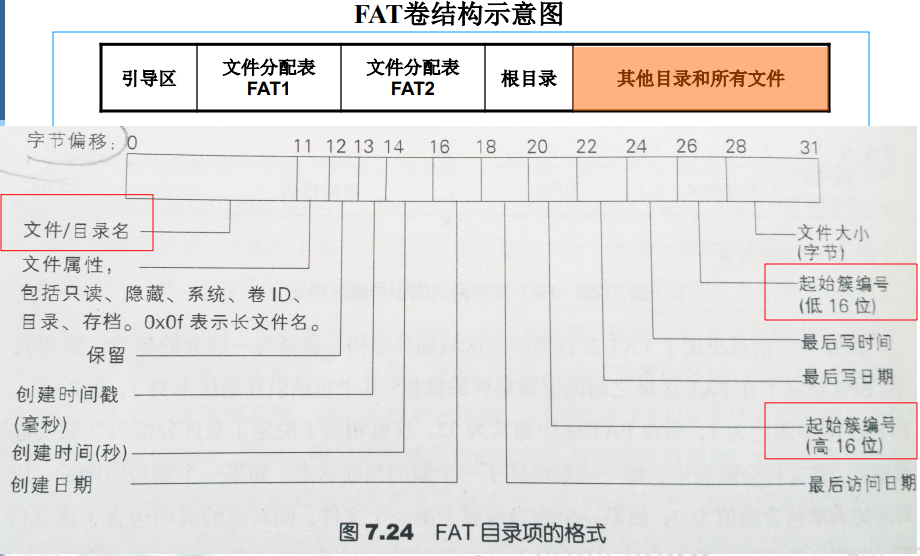 FAT卷结构示意图
引导区
文件分配表
FAT1
文件分配表
FAT2
根目录
其他目录和所有文件
字节偏移：0 11 12 13 14 16 18 20 22 24 26 28 31
文件/目录名
文件属性，
包括只读、隐藏、系统、卷 ID、
目录、存档。0x0f 表示长文件名。
保留
创建时间戳
(毫秒)
创建时间(秒)
创建日期
文件大小
(字节)
起始簇编号
(低 16 位)
最后写时间
最后写日期
起始簇编号
(高 16 位)
最后访问日期
图 7.24 FAT 目录项的格式